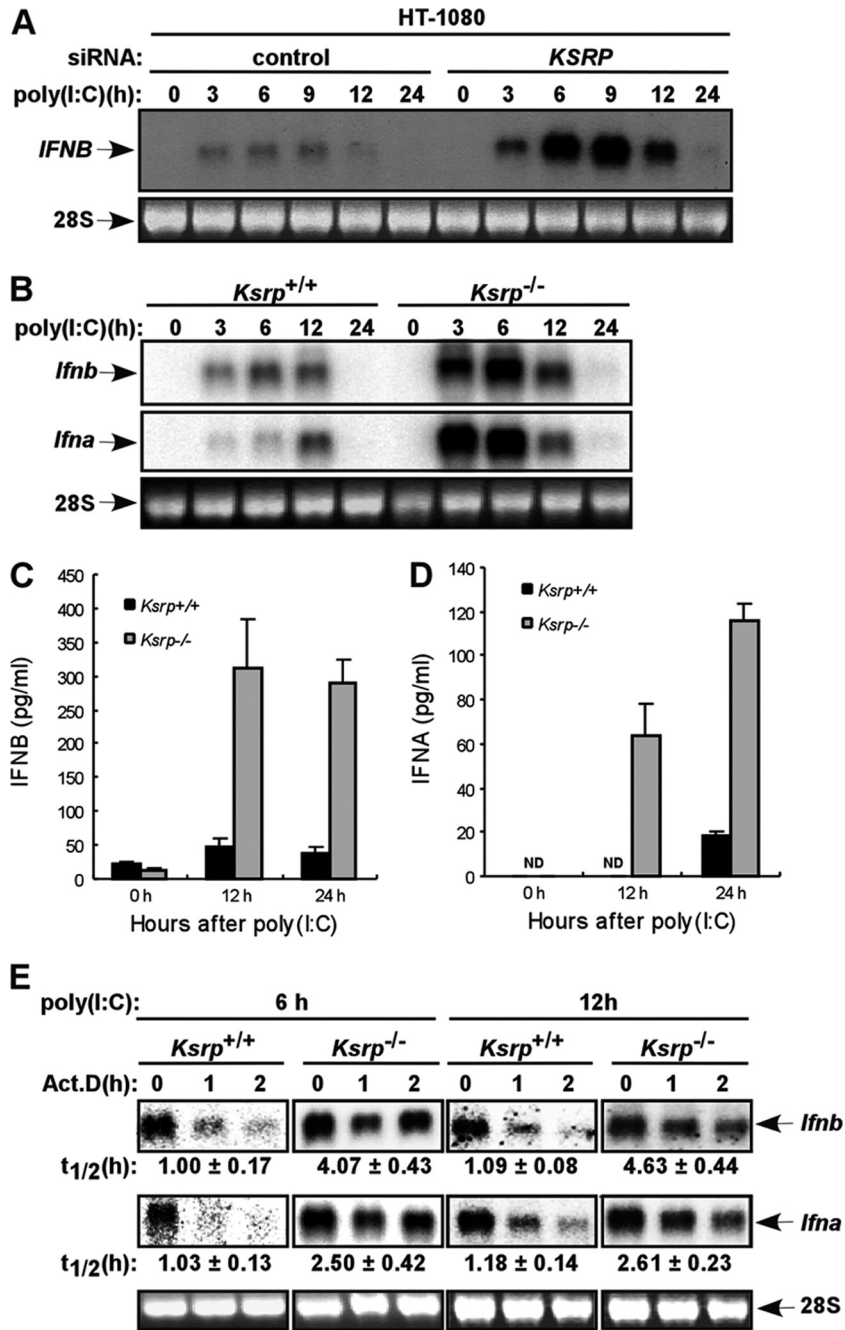 A
HT-1080
siRNA: control KSRP
poly(I:C)(h): 0 3 6 9 12 24 0 3 6 9 12 24
IFNB
28S
B
Ksrp+/+ Ksrp-/-
poly(I:C)(h): 0 3 6 12 24 0 3 6 12 24
Ifnb
Ifna
28S
C
450
400
350
300
250
200
150
100
50
0
IFNB (pg/ml)
Ksrp+/+
Ksrp-/-
0 h 12 h 24 h
Hours after poly(I:C)
D
140
120
100
80
60
40
20
0
IFNA (pg/ml)
Ksrp+/+
Ksrp-/-
ND ND
0 h 12 h 24 h
Hours after poly(I:C)
E
poly(I:C): 6 h 12h
Ksrp+/+ Ksrp-/- Ksrp+/+ Ksrp-/-
Act.D(h): 0 1 2 0 1 2 0 1 2 0 1 2
Ifnb
t1/2(h): 1.00 ± 0.17 4.07 ± 0.43 1.09 ± 0.08 4.63 ± 0.44
Ifna
t1/2(h): 1.03 ± 0.13 2.50 ± 0.42 1.18 ± 0.14 2.61 ± 0.23
28S